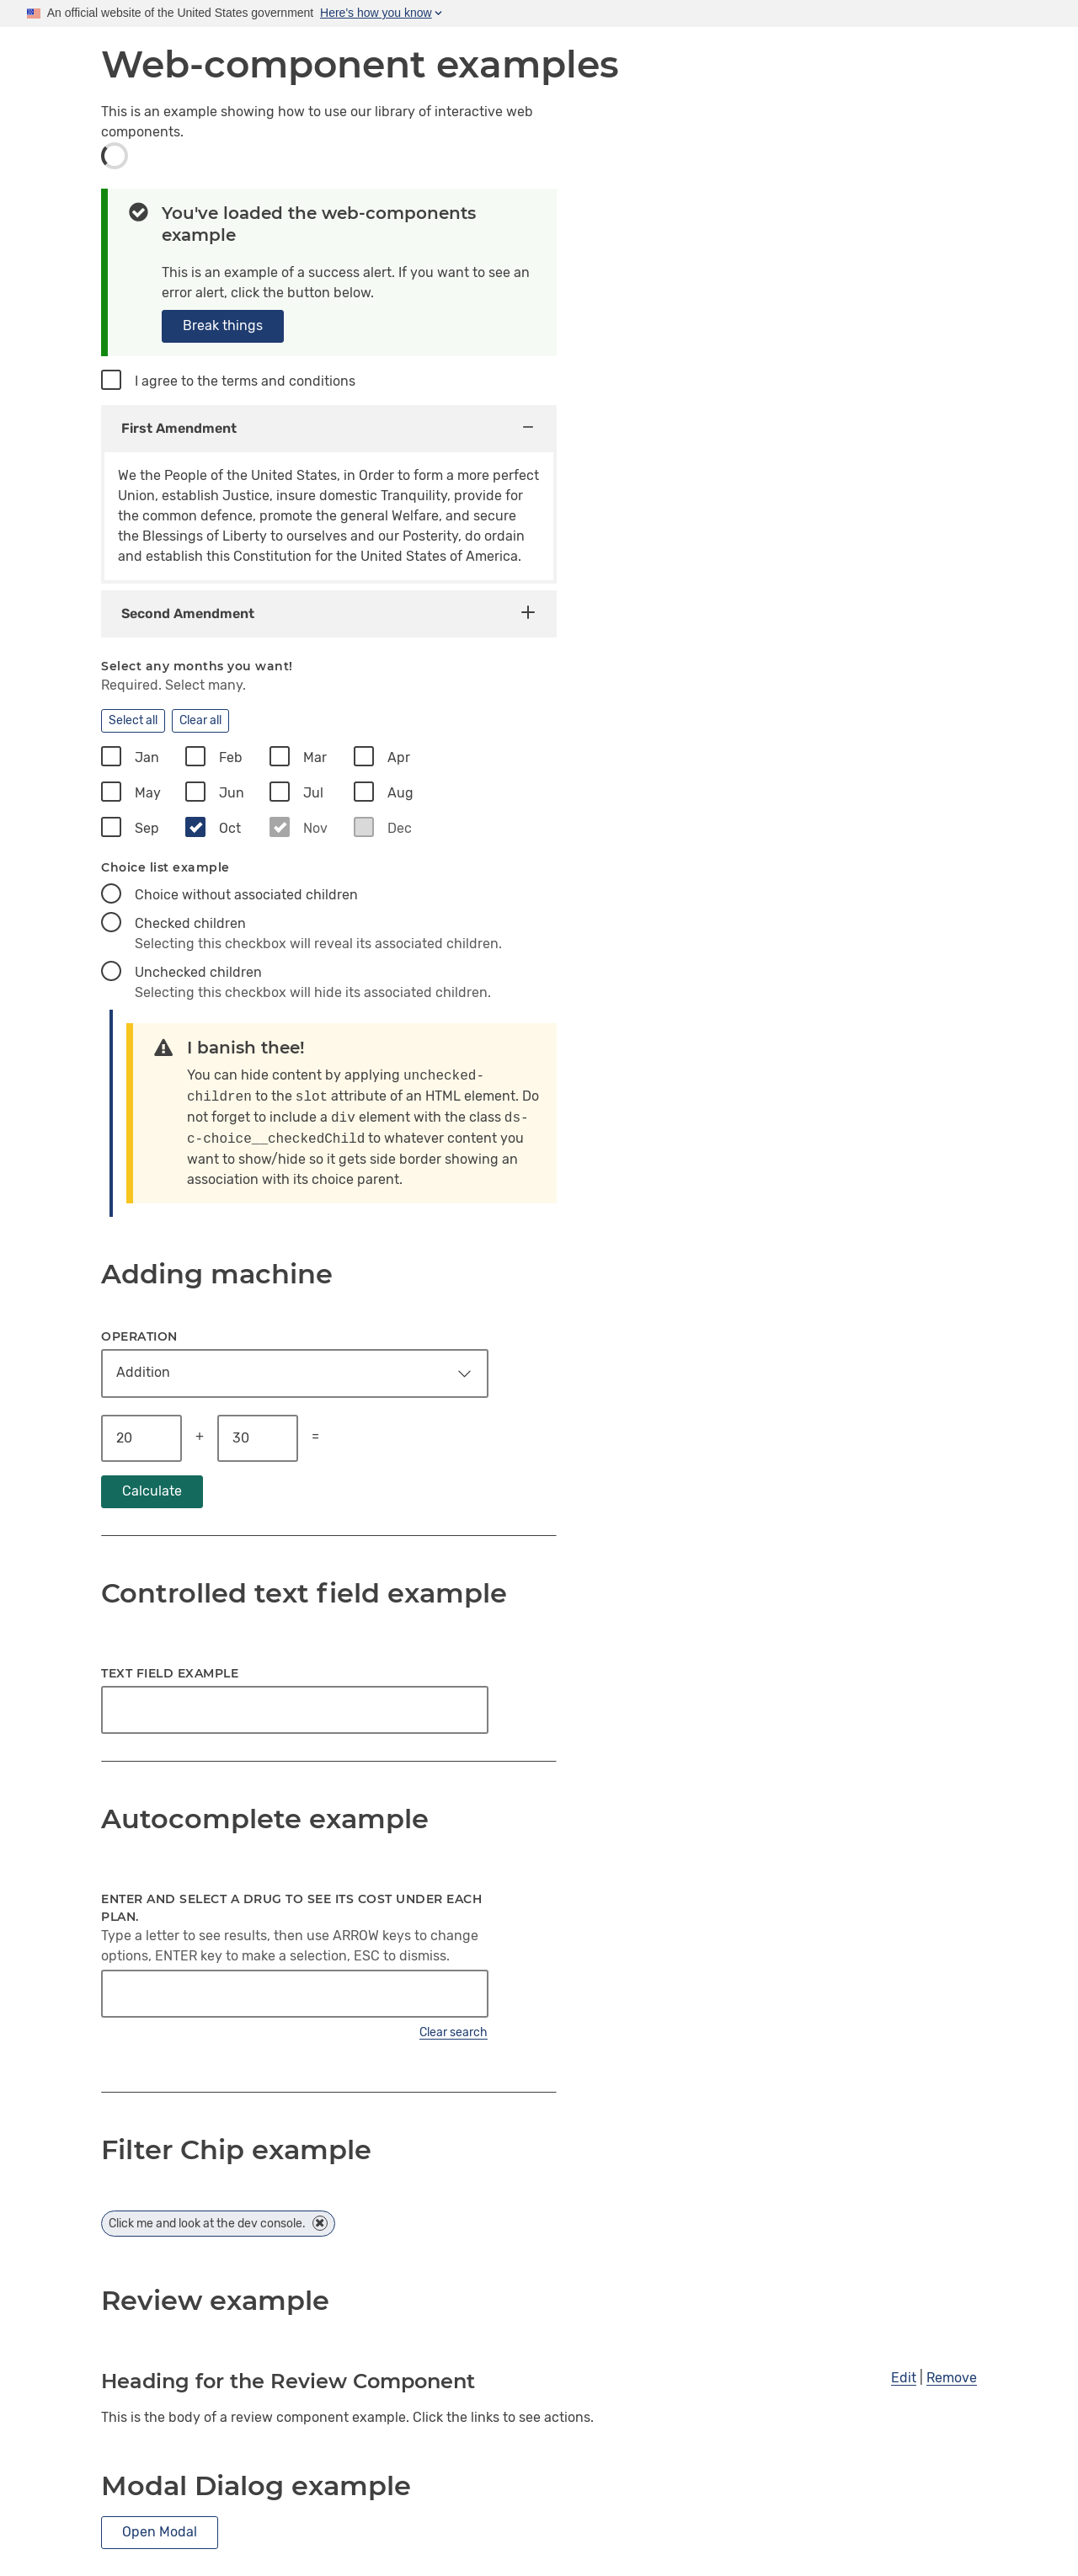 An official website of the United States government Here's how you know
Web-component examples
This is an example showing how to use our library of interactive web
components.
You've loaded the web-components
example
This is an example of a success alert. If you want to see an
error alert, click the button below.
Break things
I agree to the terms and conditions
First Amendment
We the People of the United States, in Order to form a more perfect
Union, establish Justice, insure domestic Tranquility, provide for
the common defence, promote the general Welfare, and secure
the Blessings of Liberty to ourselves and our Posterity, do ordain
and establish this Constitution for the United States of America.
Second Amendment
Select any months you want!
Required. Select many.
Select all Clear all
Jan Feb Mar Apr
May Jun Jul Aug
Sep Oct Nov Dec
Choice list example
Choice without associated children
Checked children
Selecting this checkbox will reveal its associated children.
Unchecked children
Selecting this checkbox will hide its associated children.
I banish thee!
You can hide content by applying unchecked-
children to the slot attribute of an HTML element. Do
not forget to include a div element with the class ds-
c-choice__checkedChild to whatever content you
want to show/hide so it gets side border showing an
association with its choice parent.
Adding machine
OPERATION
Addition
20 + 30 =
Calculate
Controlled text field example
TEXT FIELD EXAMPLE
Autocomplete example
ENTER AND SELECT A DRUG TO SEE ITS COST UNDER EACH
PLAN.
Type a letter to see results, then use ARROW keys to change
options, ENTER key to make a selection, ESC to dismiss.
Clear search
Filter Chip example
Click me and look at the dev console.
Review example
Heading for the Review Component
Edit | Remove
This is the body of a review component example. Click the links to see actions.
Modal Dialog example
Open Modal